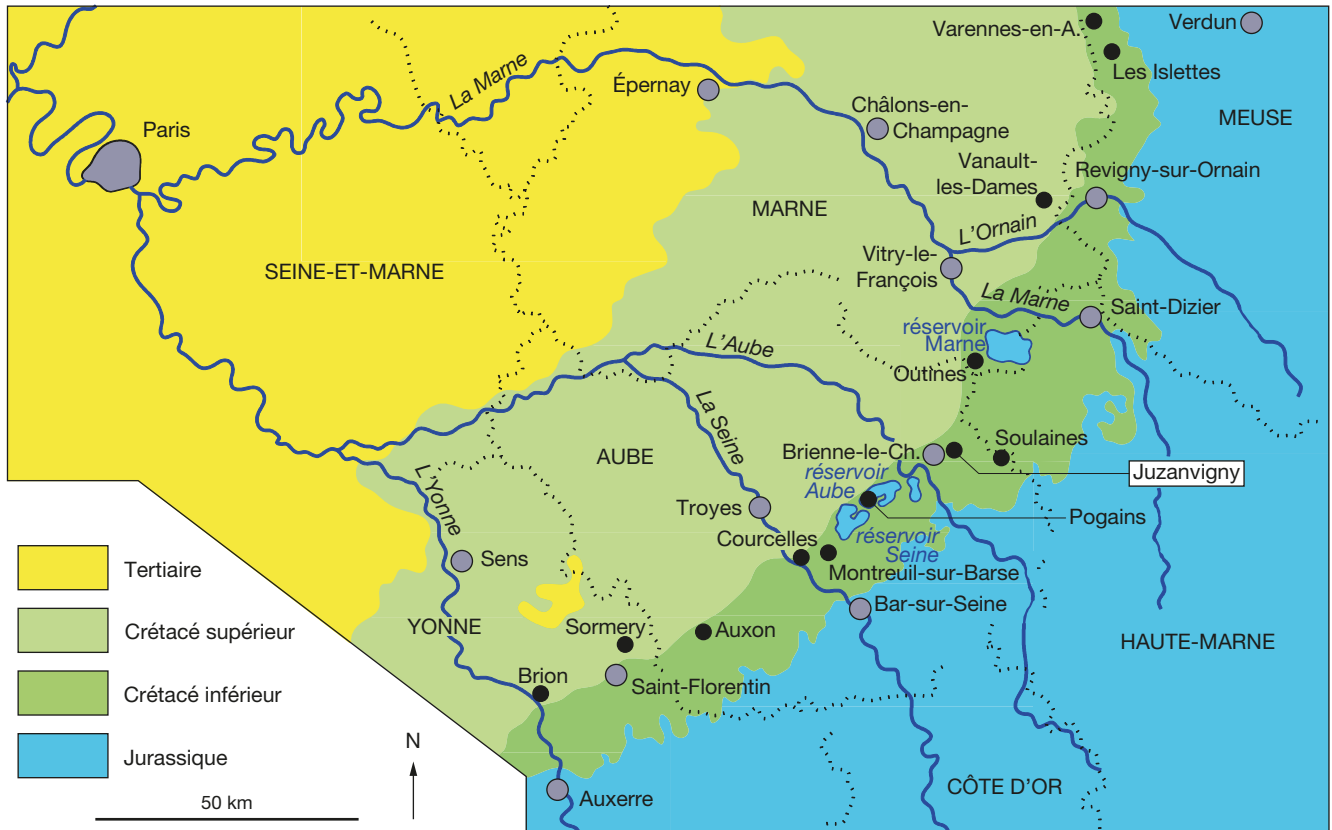 Varennes-en-A.
Verdun
Les Islettes
La Marne
Épernay
Châlons-en-
Champagne
MEUSE
Paris
Vanault-
les-Dames
Revigny-sur-Ornain
MARNE
L'Ornain
SEINE-ET-MARNE
Vitry-le-
François
La Marne
Saint-Dizier
réservoir
Marne
L'Aube
Outines
La Seine
AUBE
Brienne-le-Ch.
Soulaines
Juzanvigny
réservoir
Aube
L'Yonne
Troyes
Pogains
réservoir
Seine
Courcelles
Sens
Montreuil-sur-Barse
Tertiaire
Bar-sur-Seine
YONNE
Sormery
Auxon
Crétacé supérieur
HAUTE-MARNE
Brion
Saint-Florentin
Crétacé inférieur
N
Jurassique
CÔTE D'OR
50 km
Auxerre